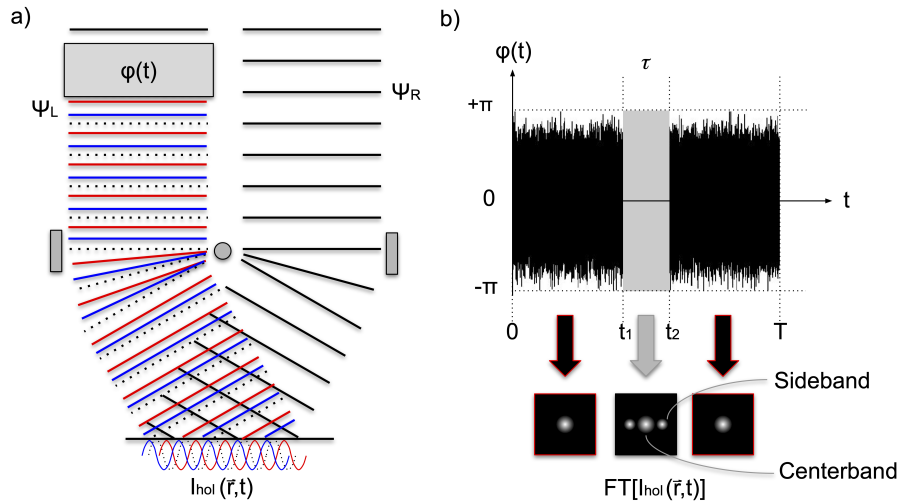 a)
φ(t)
Ψ_L
Ψ_R
I_hol (r⃗,t)
b)
φ(t)
τ
+π
0
t
-π
0
t₁
t₂
T
Sideband
Centerband
FT[I_hol(r⃗,t)]